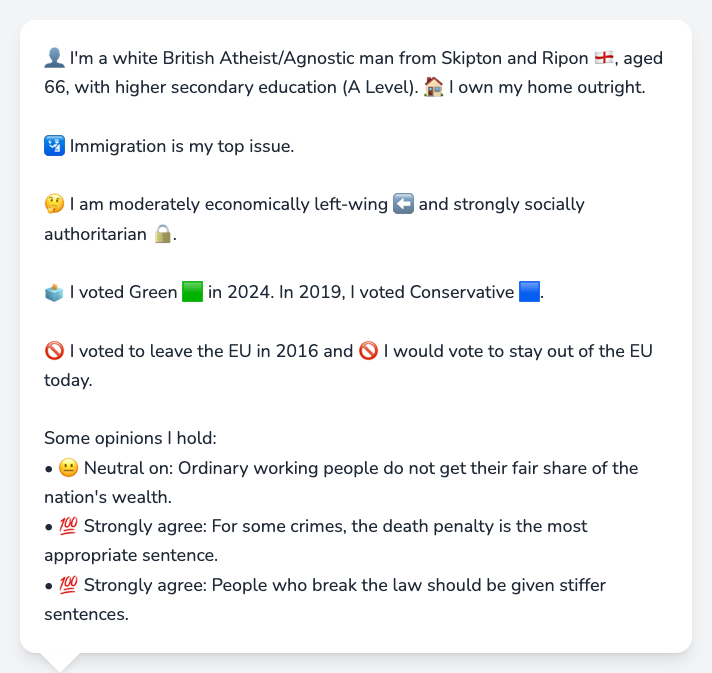 👤 I'm a white British Atheist/Agnostic man from Skipton and Ripon 🏴󠁧󠁢󠁥󠁮󠁧󠁿, aged
66, with higher secondary education (A Level). 🏠 I own my home outright.
🛂 Immigration is my top issue.
🤔 I am moderately economically left-wing ⬅️ and strongly socially
authoritarian 🔒.
🗳️ I voted Green 🟩 in 2024. In 2019, I voted Conservative 🟦.
🚫 I voted to leave the EU in 2016 and 🚫 I would vote to stay out of the EU
today.
Some opinions I hold:
• 😐 Neutral on: Ordinary working people do not get their fair share of the
nation's wealth.
• 💯 Strongly agree: For some crimes, the death penalty is the most
appropriate sentence.
• 💯 Strongly agree: People who break the law should be given stiffer
sentences.